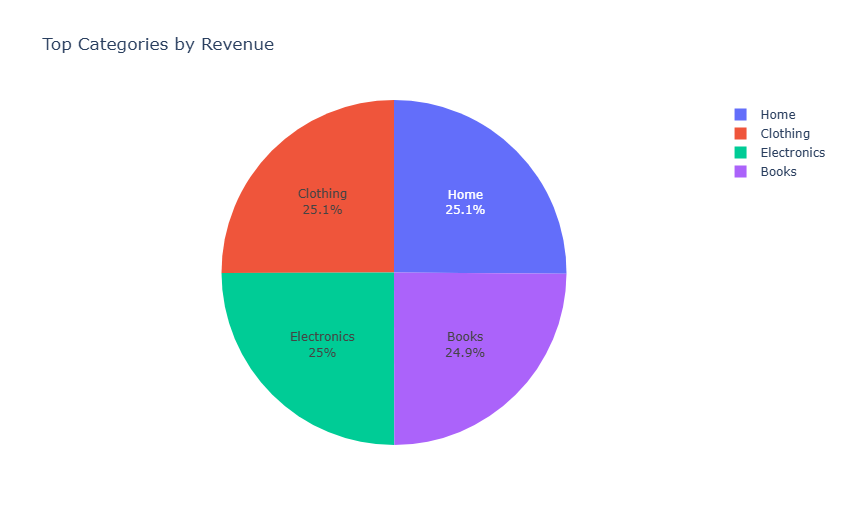 Top Categories by Revenue
Home
Clothing
Electronics
Books
Clothing
25.1%
Home
25.1%
Electronics
25%
Books
24.9%